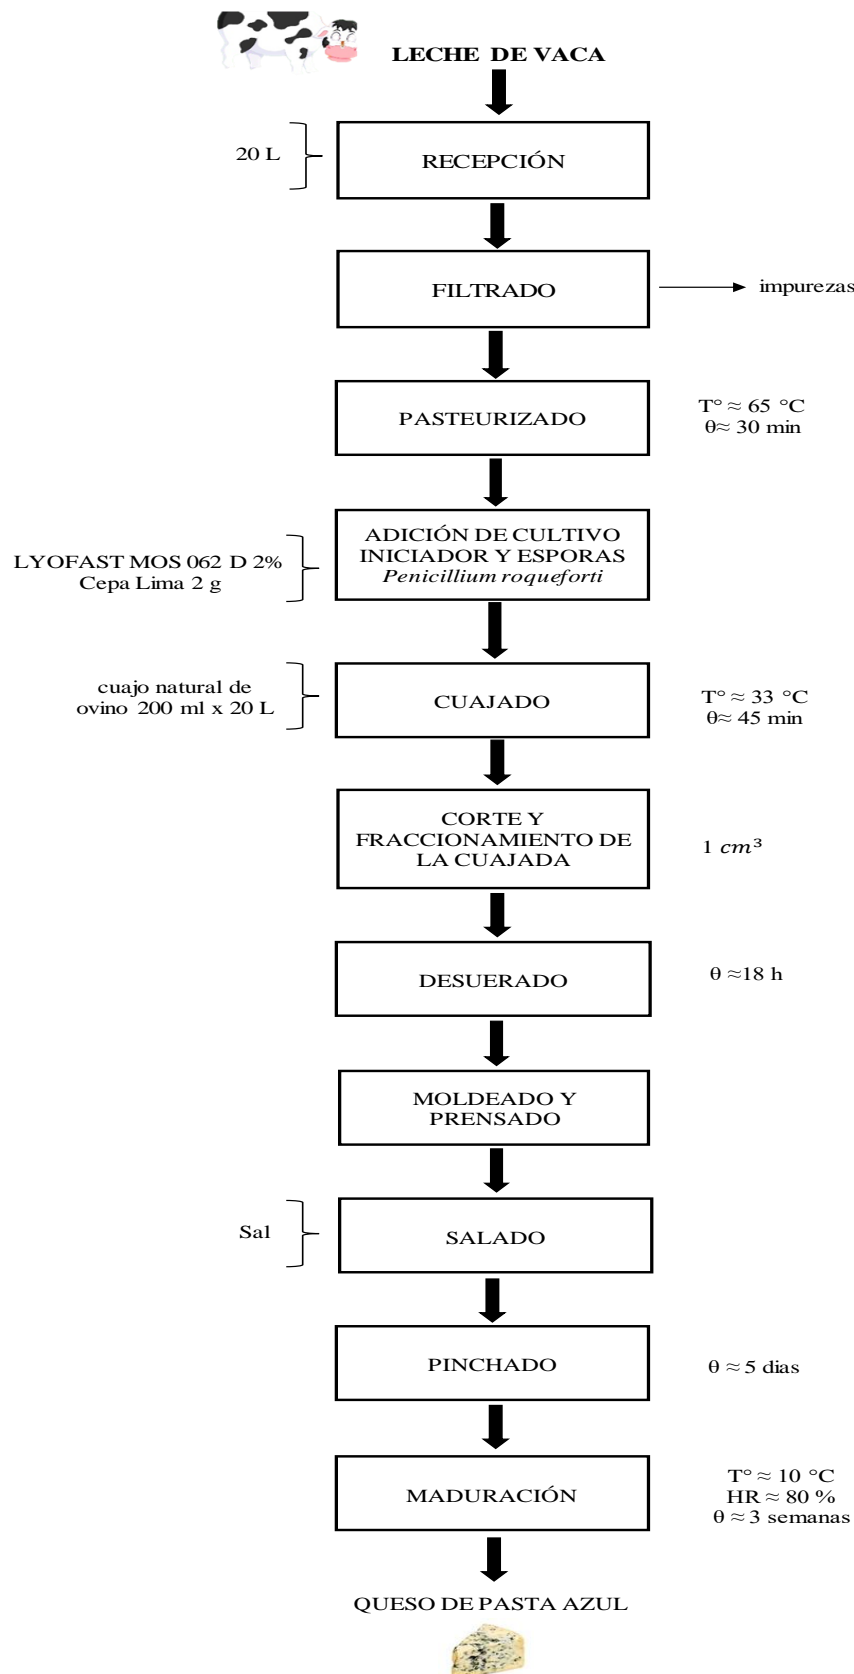 LECHE DE VACA
20 L
RECEPCIÓN
FILTRADO
impurezas
PASTEURIZADO
T° ≈ 65 °C
θ≈ 30 min
LYOFAST MOS 062 D 2%
Cepa Lima 2 g
ADICIÓN DE CULTIVO
INICIADOR Y ESPORAS
Penicillium roqueforti
cuajo natural de
ovino 200 ml x 20 L
CUAJADO
T° ≈ 33 °C
θ≈ 45 min
CORTE Y
FRACCIONAMIENTO DE
LA CUAJADA
1 cm³
DESUERADO
θ ≈18 h
MOLDEADO Y
PRENSADO
Sal
SALADO
PINCHADO
θ ≈ 5 dias
MADURACIÓN
T° ≈ 10 °C
HR ≈ 80 %
θ ≈ 3 semanas
QUESO DE PASTA AZUL